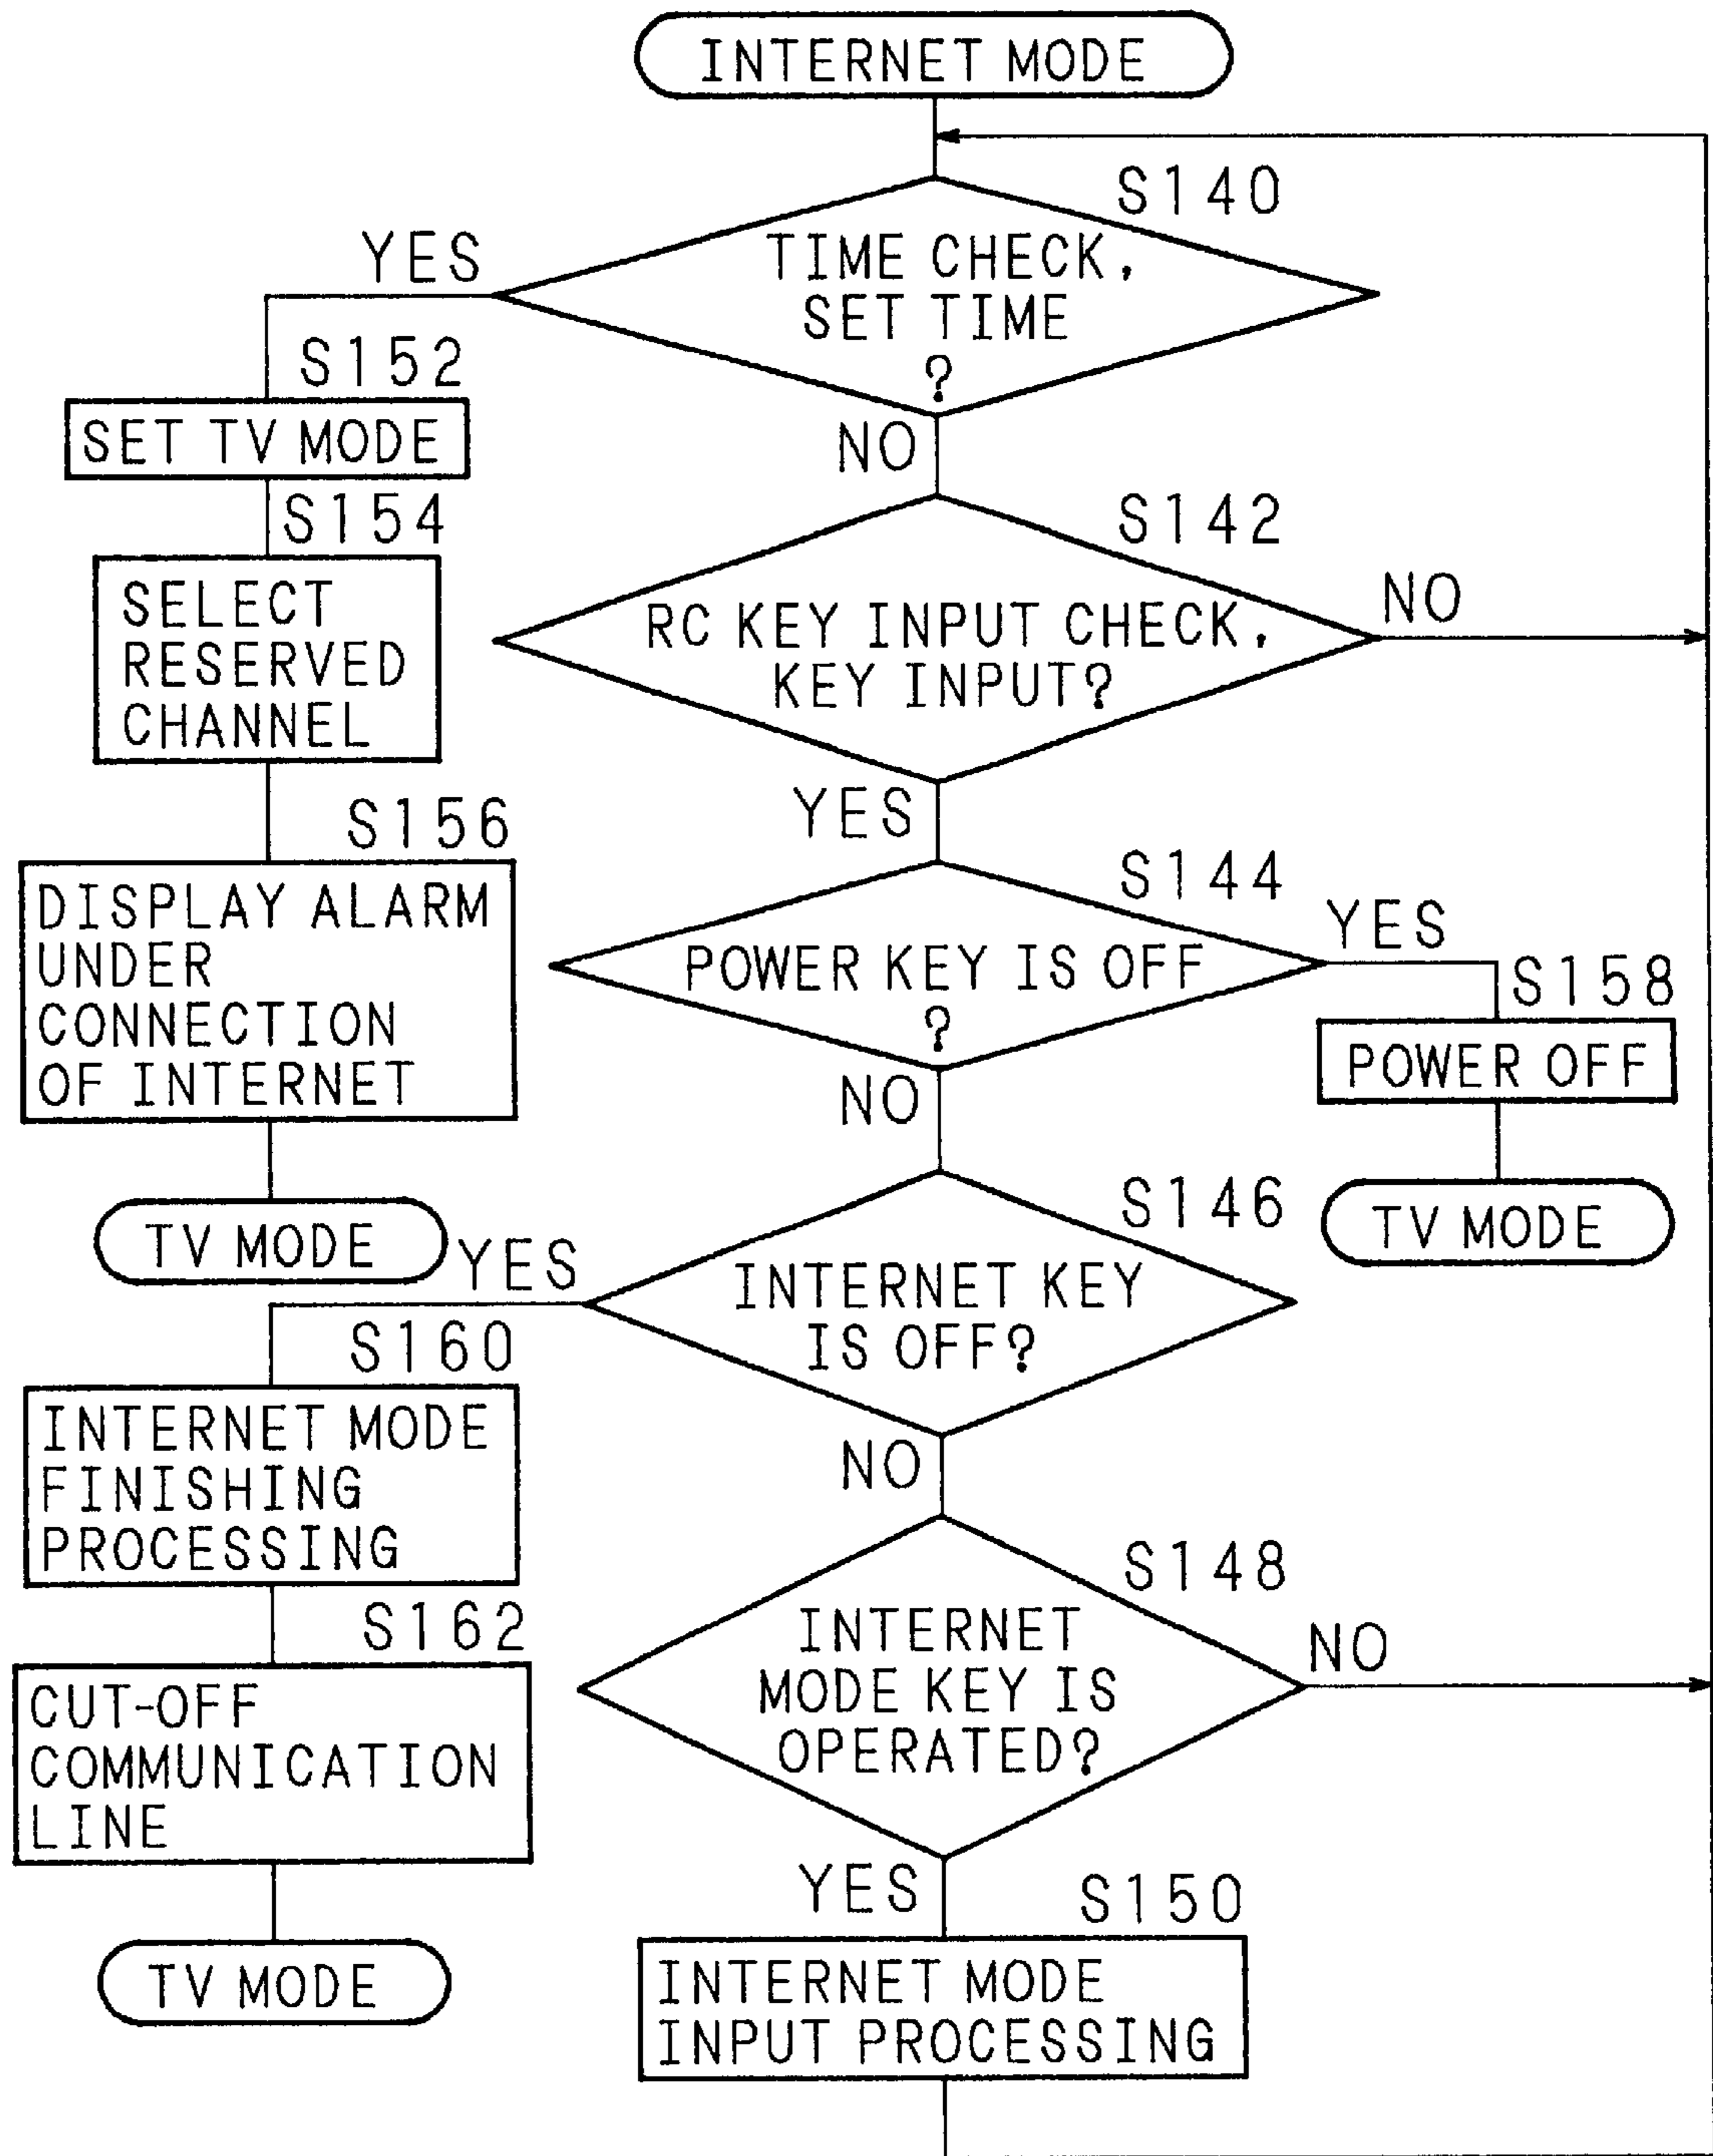 INTERNET MODE
S140
YES
TIME CHECK,
SET TIME
?
S152
SET TV MODE
NO
S154
S142
SELECT
RESERVED
CHANNEL
RC KEY INPUT CHECK,
KEY INPUT?
NO
YES
S156
DISPLAY ALARM
UNDER
CONNECTION
OF INTERNET
S144
POWER KEY IS OFF
?
YES
S158
POWER OFF
NO
TV MODE
TV MODE
S146
YES
INTERNET KEY
IS OFF?
S160
INTERNET MODE
FINISHING
PROCESSING
NO
S148
S162
INTERNET
MODE KEY IS
OPERATED?
NO
CUT-OFF
COMMUNICATION
LINE
YES
S150
TV MODE
INTERNET MODE
INPUT PROCESSING